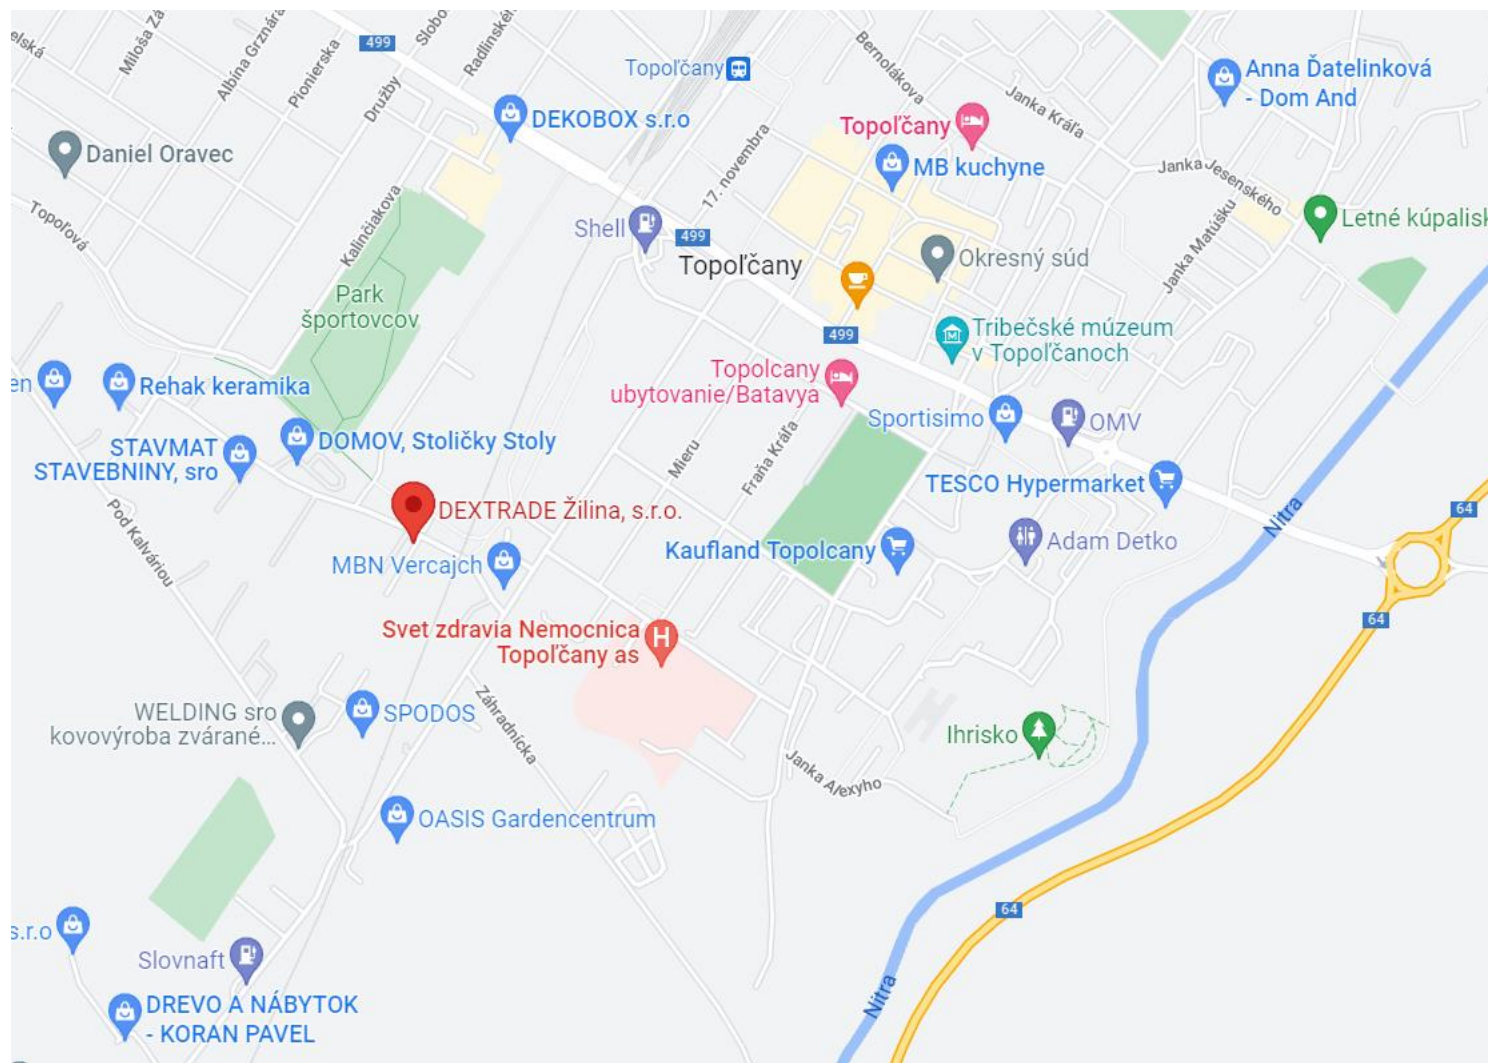 elská
Miloša Za
Albína Grznára
Pionierska
499
Slobo
Radlinskéh
Družby
Topoľčany
Bernolákova
Janka Kráľa
Anna Ďatelinková
- Dom And
DEKOBOX s.r.o
Topoľčany
MB kuchyne
Daniel Oravec
17. novembra
Janka Jesenského
Topoľová
Kalinčiakova
Shell
499
Topoľčany
Okresný súd
Janka Matúšku
Letné kúpalisk
Park
športovcov
499
Tribečské múzeum
v Topoľčanoch
en
Rehak keramika
Topolcany
ubytovanie/Batavya
Sportisimo
OMV
STAVMAT
STAVEBNINY, sro
DOMOV, Stoličky Stoly
Mieru
Fraňa Kráľa
TESCO Hypermarket
Pod Kalváriou
DEXTRADE Žilina, s.r.o.
Nitra
64
MBN Vercajch
Kaufland Topolcany
Adam Detko
Svet zdravia Nemocnica
Topoľčany as
H
64
WELDING sro
kovovýroba zvárané...
SPODOS
Záhradnícka
Ihrisko
Janka Alexyho
OASIS Gardencentrum
64
s.r.o
Slovnaft
Nitra
DREVO A NÁBYTOK
- KORAN PAVEL